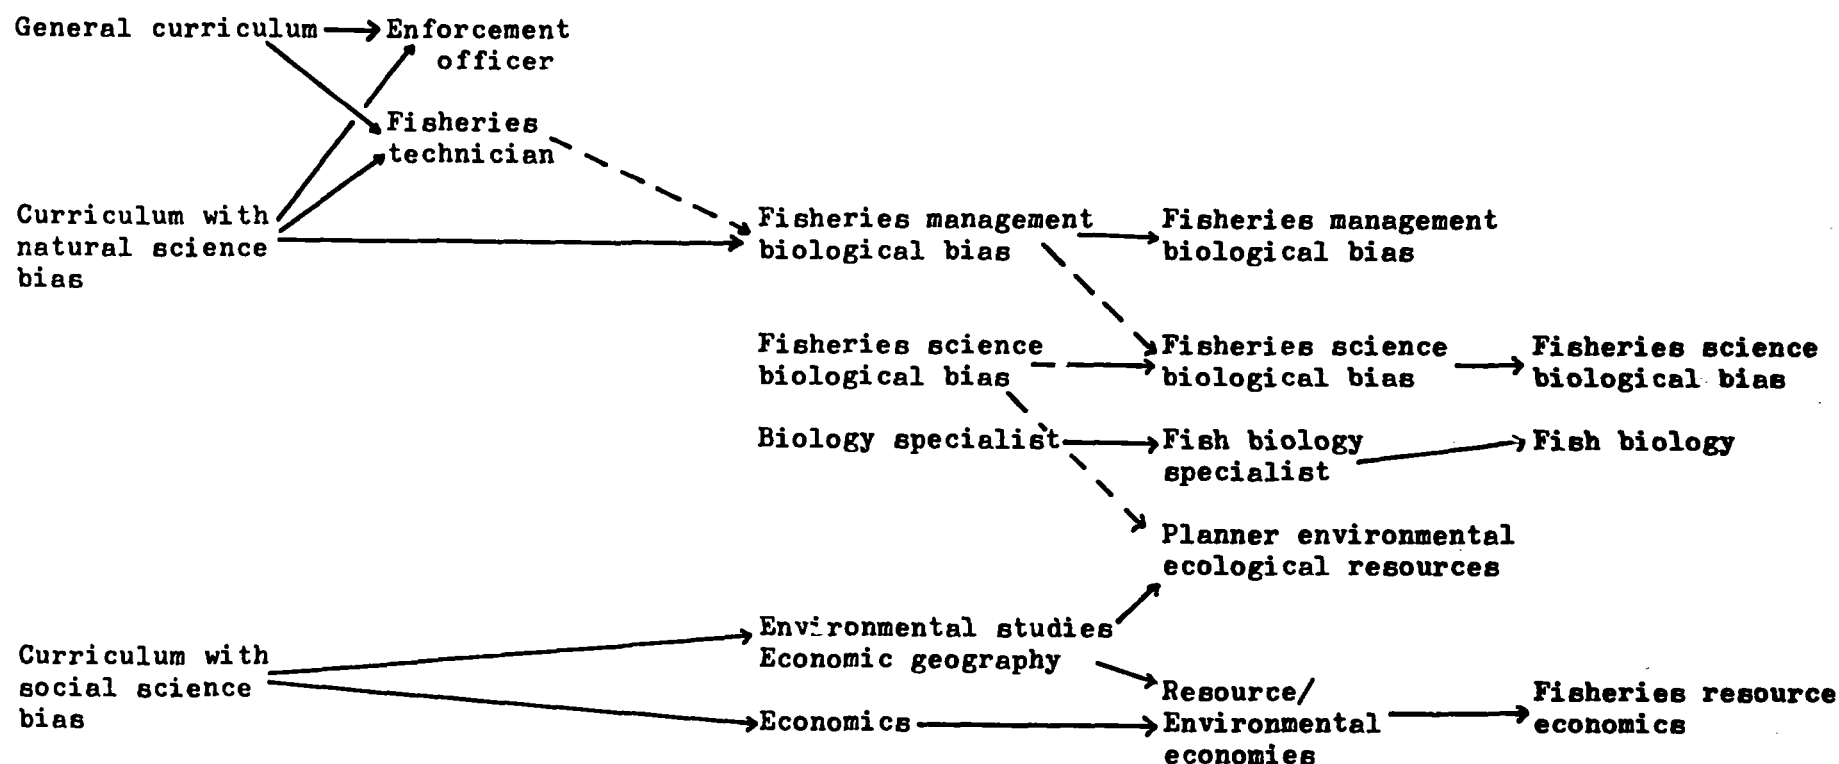 General curriculum
Enforcement
officer
Fisheries
technician
Curriculum with
natural science
bias
Fisheries management
biological bias
Fisheries management
biological bias
Fisheries science
biological bias
Fisheries science
biological bias
Fisheries science
biological bias
Biology specialist
Fish biology
specialist
Fish biology
Planner environmental
ecological resources
Curriculum with
social science
bias
Environmental studies
Economic geography
Economics
Resource/
Environmental
economies
Fisheries resource
economics